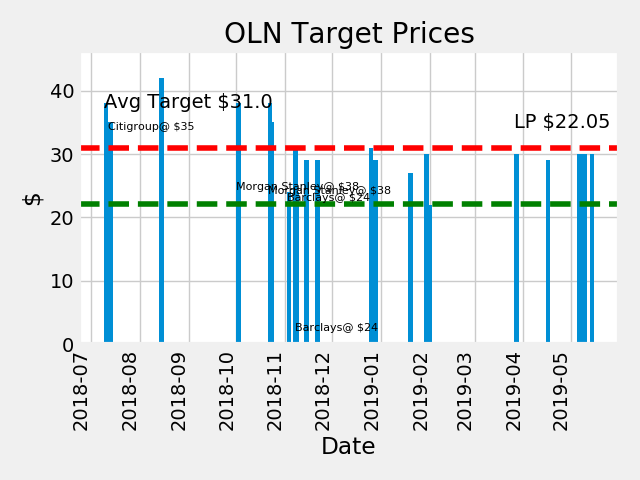 OLN Target Prices
Avg Target $31.0
Citigroup@ $35
LP $22.05
Morgan Stanley@ $38
Morgan Stanley@ $38
Barclays@ $24
Barclays@ $24
$
40
30
20
10
0
2018-07
2018-08
2018-09
2018-10
2018-11
2018-12
2019-01
2019-02
2019-03
2019-04
2019-05
Date